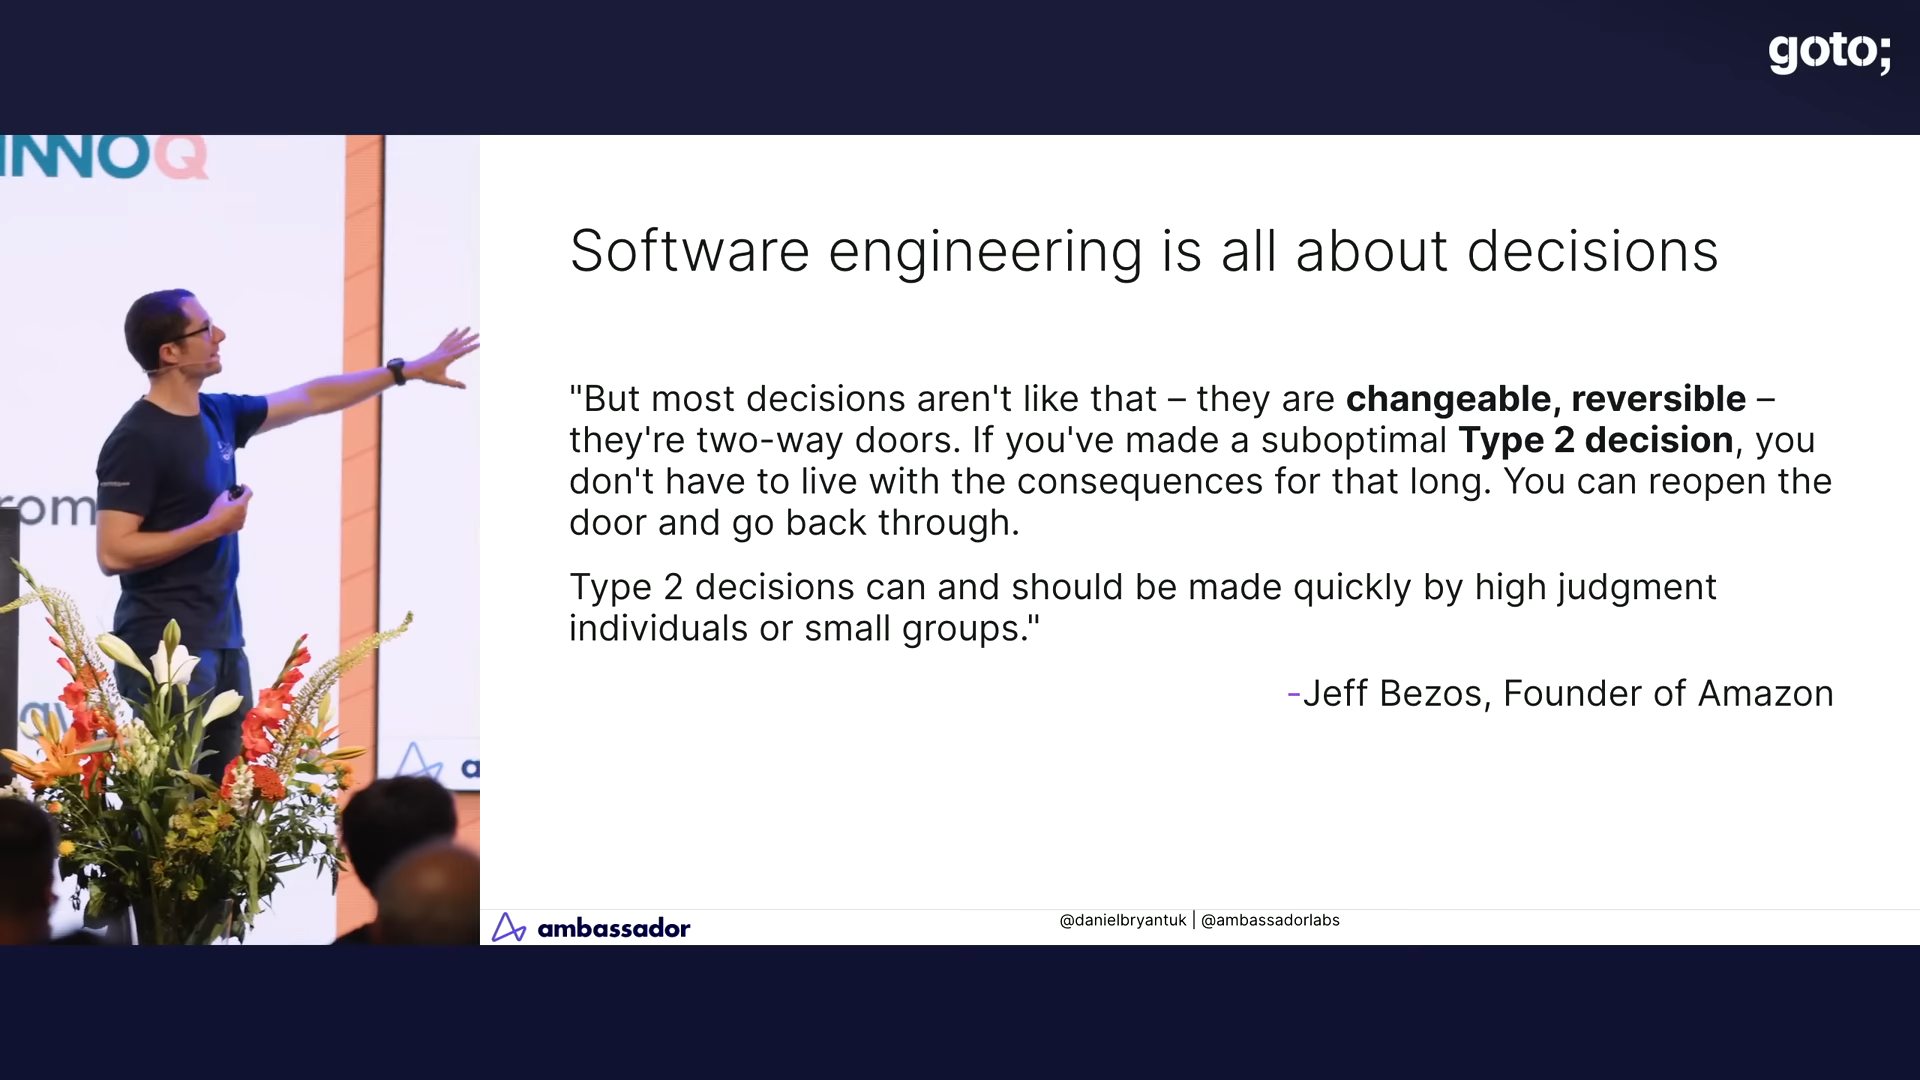 goto;
INNOQ
Software engineering is all about decisions
"But most decisions aren't like that – they are changeable, reversible –
they're two-way doors. If you've made a suboptimal Type 2 decision, you
don't have to live with the consequences for that long. You can reopen the
door and go back through.
Type 2 decisions can and should be made quickly by high judgment
individuals or small groups."
-Jeff Bezos, Founder of Amazon
ambassador
@danielbryantuk | @ambassadorlabs